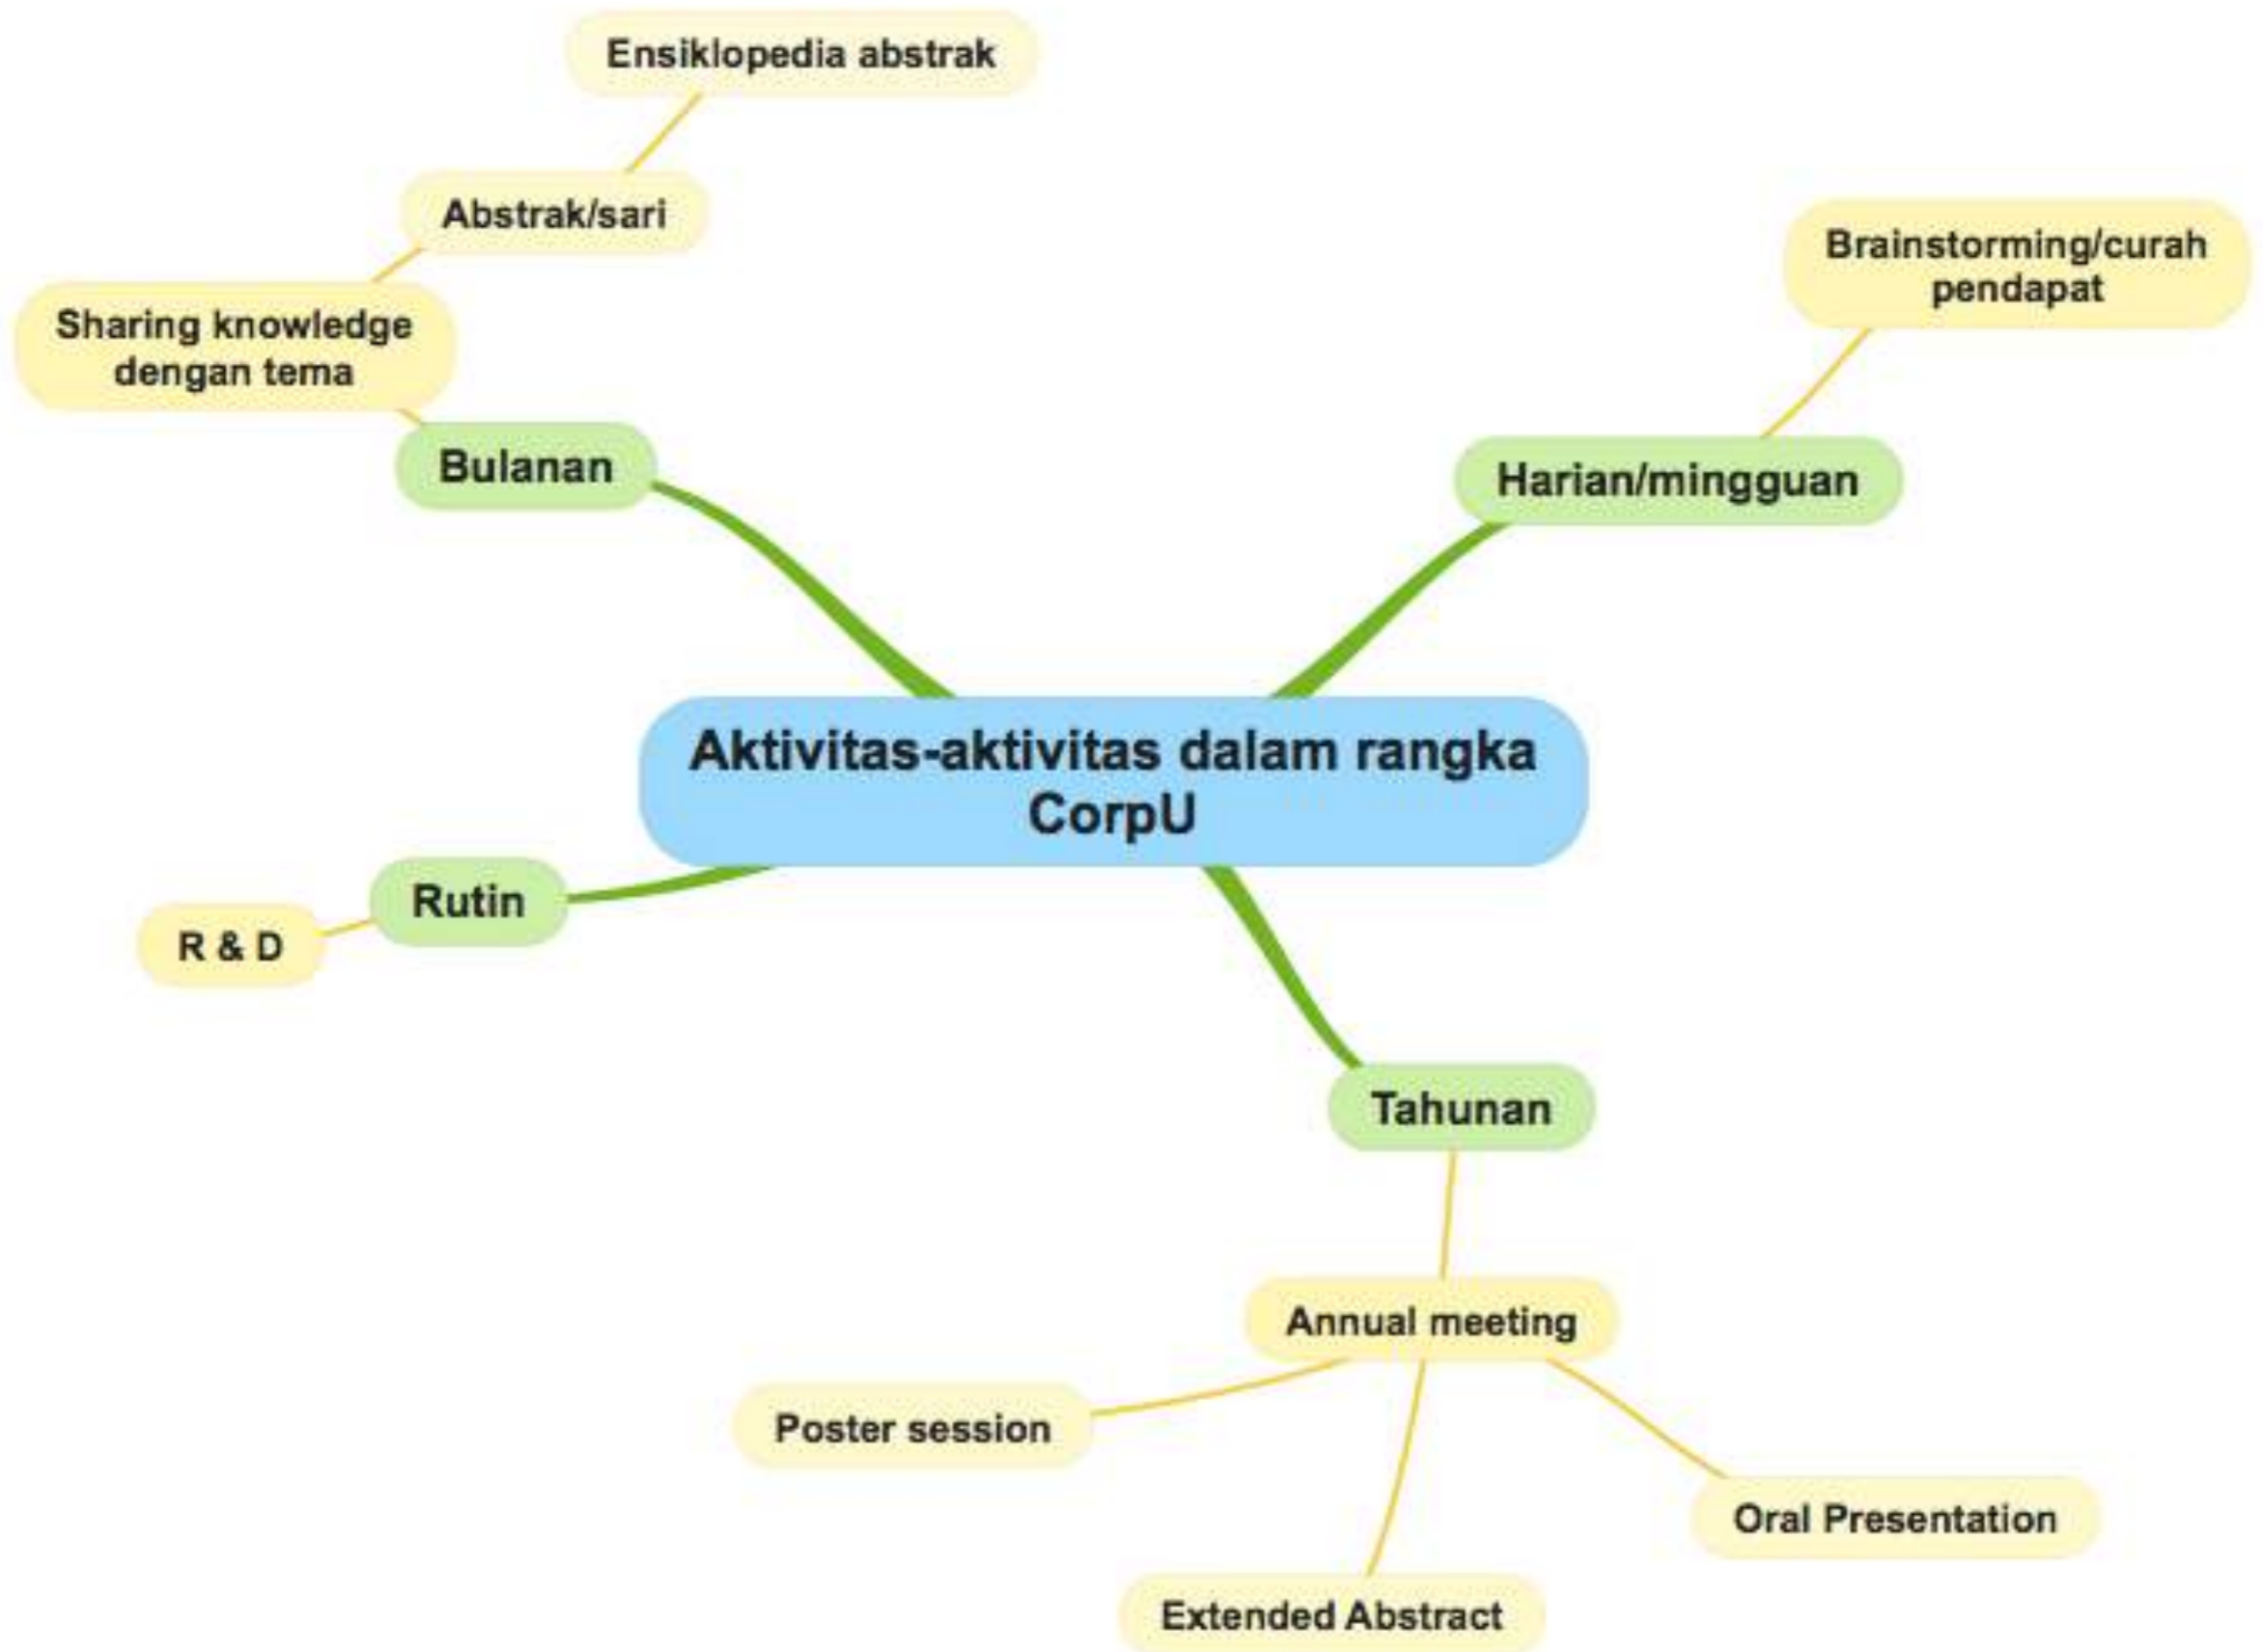 Ensiklopedia abstrak
Abstrak/sari
Sharing knowledge
dengan tema
Bulanan
Brainstorming/curah
pendapat
Harian/mingguan
Aktivitas-aktivitas dalam rangka
CorpU
Rutin
R & D
Tahunan
Annual meeting
Poster session
Oral Presentation
Extended Abstract